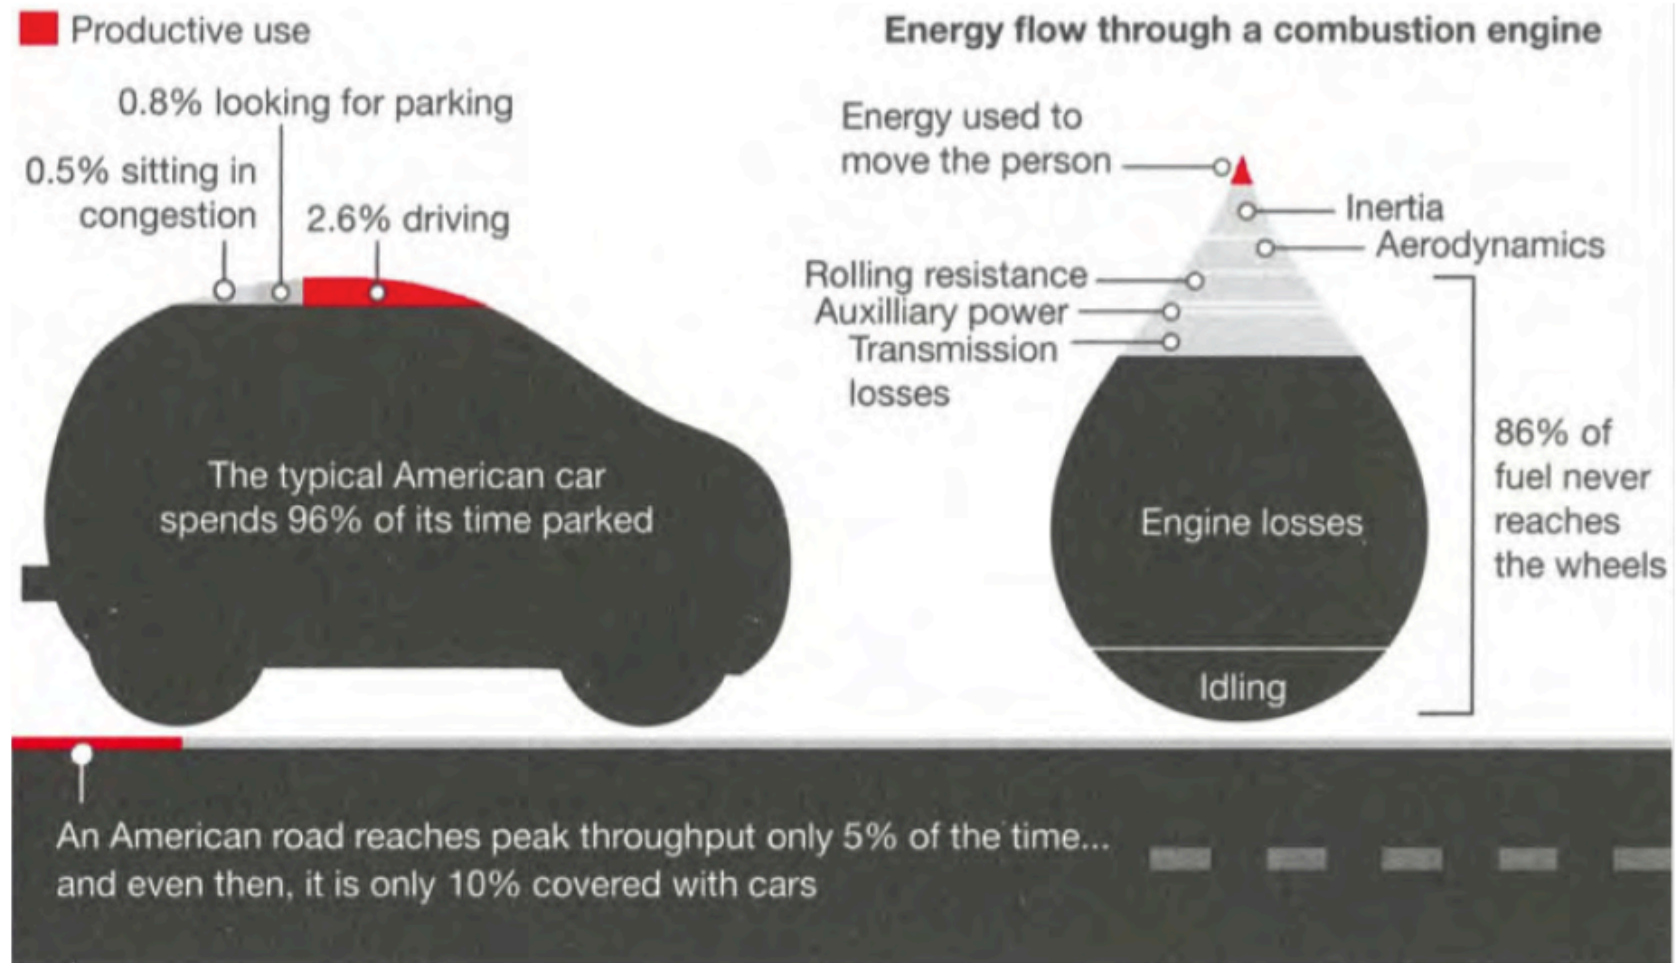 Productive use
0.8% looking for parking
0.5% sitting in
congestion
2.6% driving
The typical American car
spends 96% of its time parked
Energy flow through a combustion engine
Energy used to
move the person
Inertia
Aerodynamics
Rolling resistance
Auxilliary power
Transmission
losses
Engine losses
Idling
86% of
fuel never
reaches
the wheels
An American road reaches peak throughput only 5% of the time...
and even then, it is only 10% covered with cars